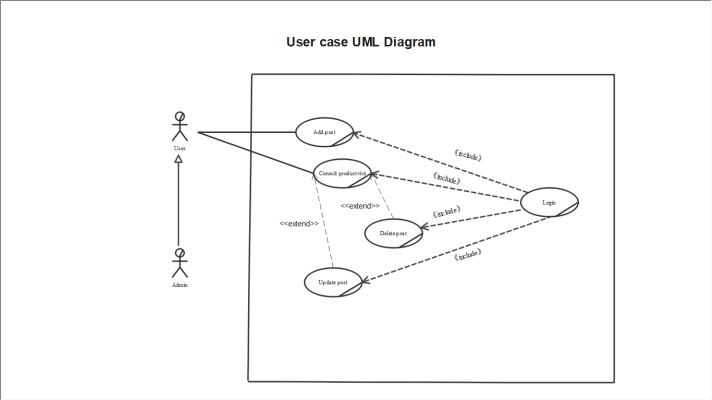 User case UML Diagram
User
Add post
《include》
Consult productvité
《include》
<<extend>>
Login
《include》
<<extend>>
Delete post
《include》
Admin
Update post